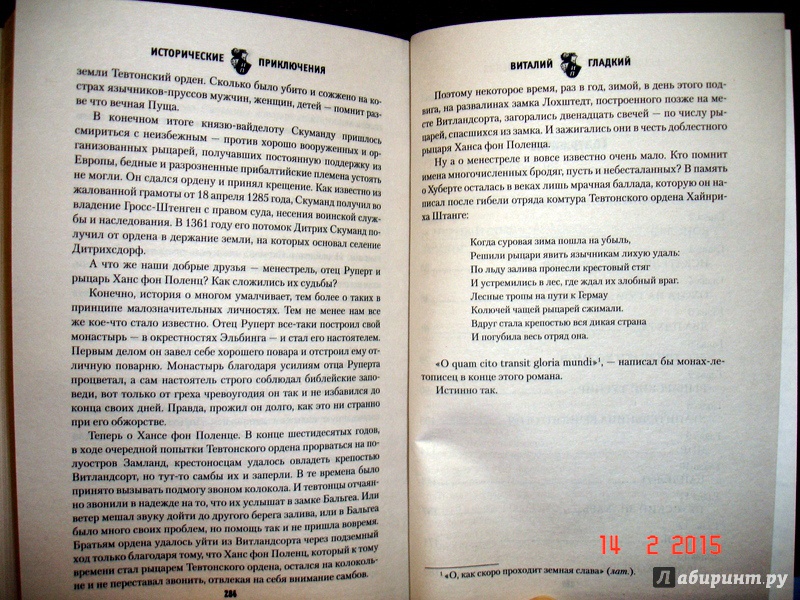 ИСТОРИЧЕСКИЕ ПРИКЛЮЧЕНИЯ
земли Тевтонский орден. Сколько было убито и сожжено на ко-
страх язычников-пруссов мужчин, женщин, детей — помнит раз-
ве что вечная Пуща.
В конечном итоге князю-вайделоту Скуманду пришлось
смириться с неизбежным — против хорошо вооруженных и ор-
ганизованных рыцарей, получавших постоянную поддержку из
Европы, бедные и разрозненные прибалтийские племена устоять
не могли. Он сдался ордену и принял крещение. Как известно из
жалованной грамоты от 18 апреля 1285 года, Скуманд получил во
владение Гросс-Штенген с правом суда, несения воинской служ-
бы и наследования. В 1361 году его потомок Дитрих Скуманд по-
лучил от ордена в держание земли, на которых основал селение
Дитрихсдорф.
А что же наши добрые друзья — менестрель, отец Руперт и
рыцарь Ханс фон Поленц? Как сложились их судьбы?
Конечно, история о многом умалчивает, тем более о таких в
принципе малозначительных личностях. Тем не менее нам все
же кое-что стало известно. Отец Руперт все-таки построил свой
монастырь — в окрестностях Эльбинга — и стал его настоятелем.
Первым делом он завел себе хорошего повара и отстроил ему от-
личную поварню. Монастырь благодаря усилиям отца Руперта
процветал, а сам настоятель строго соблюдал библейские запо-
веди, вот только от греха чревоугодия он так и не избавился до
конца своих дней. Правда, прожил он долго, как это ни странно
при его обжорстве.
Теперь о Хансе фон Поленце. В конце шестидесятых годов,
в ходе очередной попытки Тевтонского ордена прорваться на по-
луостров Замланд, крестоносцам удалось овладеть крепостью
Витландсорт, но тут-то самбы их и заперли. В те времена было
принято вызывать подмогу звоном колокола. И тевтонцы отчаян-
но звонили в надежде на то, что их услышат в замке Бальгеа. Или
ветер мешал звуку дойти до другого берега залива, или в Бальгеа
было много своих проблем, но помощь так и не пришла вовремя.
Братьям ордена удалось уйти из Витландсорта через подземный
ход только благодаря тому, что Ханс фон Поленц, который к тому
времени стал рыцарем Тевтонского ордена, остался на колоколь-
не и не переставал звонить, отвлекая на себя внимание самбов.
286
ВИТАЛИЙ ГЛАДКИЙ
Поэтому некоторое время, раз в год, зимой, в день этого под-
вига, на развалинах замка Лохштедт, построенного позже на ме-
сте Витландсорта, загорались двенадцать свечей — по числу ры-
царей, спасшихся из замка. И зажигали они в честь доблестного
рыцаря Ханса фон Поленца.
Ну а о менестреле и вовсе известно очень мало. Кто помнит
имена многочисленных бродяг, пусть и небесталанных? В память
о Хуберте осталась в веках лишь мрачная баллада, которую он на-
писал после гибели отряда комтура Тевтонского ордена Хайнри-
ха Штанге:
Когда суровая зима пошла на убыль,
Решили рыцари явить язычникам лихую удаль:
По льду залива пронесли крестовый стяг
И устремились в лес, где ждал их злобный враг.
Лесные тропы на пути к Гермау
Колючей чащей рыцарей сжимали.
Вдруг стала крепостью вся дикая страна
И погубила весь отряд она.
«O quam cito transit gloria mundi»¹, — написал бы монах-ле-
тописец в конце этого романа.
Истинно так.
¹ «О, как скоро проходит земная слава» (лат.).
14 2 2015
Лабиринт.ру